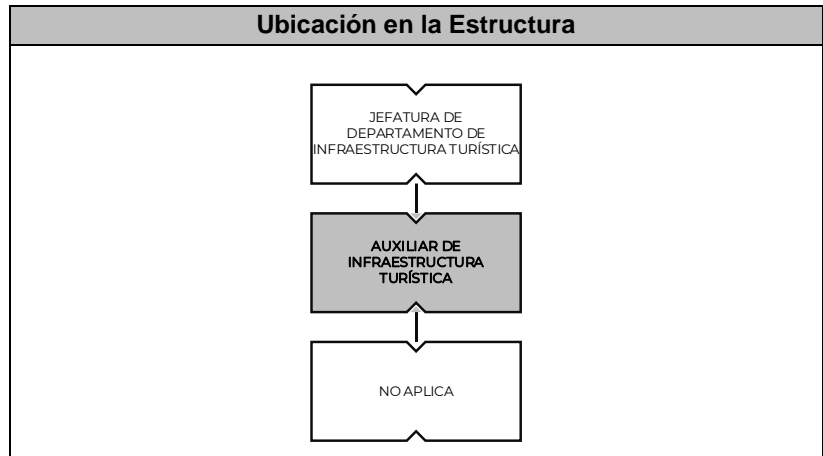 Ubicación en la Estructura
JEFATURA DE
DEPARTAMENTO DE
INFRAESTRUCTURA TURÍSTICA
AUXILIAR DE
INFRAESTRUCTURA
TURÍSTICA
NO APLICA